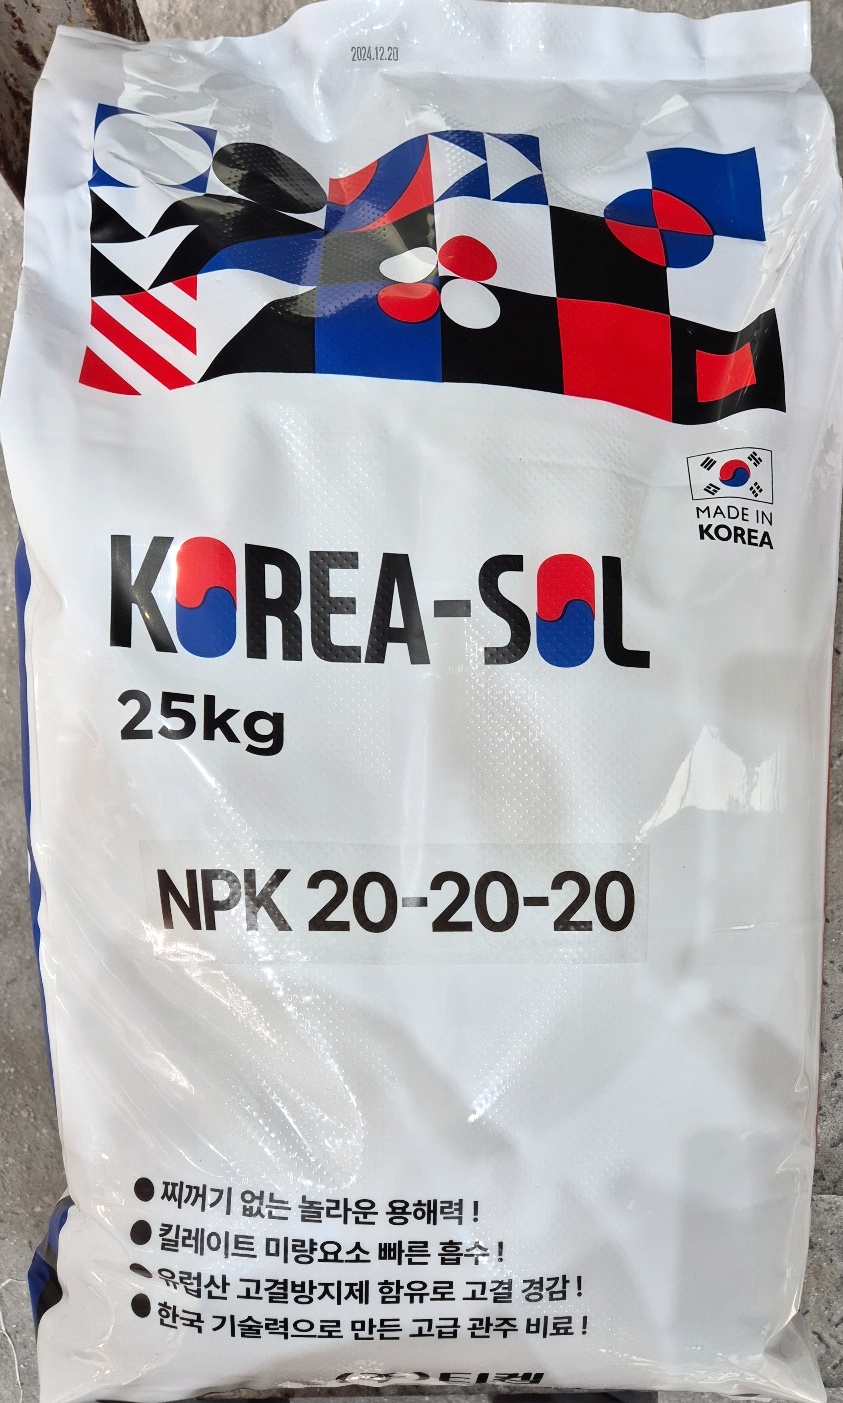 2024.12.20
MADE IN
KOREA
KOREA-SOL
25kg
NPK 20-20-20
● 찌꺼기 없는 놀라운 용해력 !
● 킬레이트 미량요소 빠른 흡수 !
● 유럽산 고결방지제 함유로 고결 경감 !
● 한국 기술력으로 만든 고급 관주 비료 !